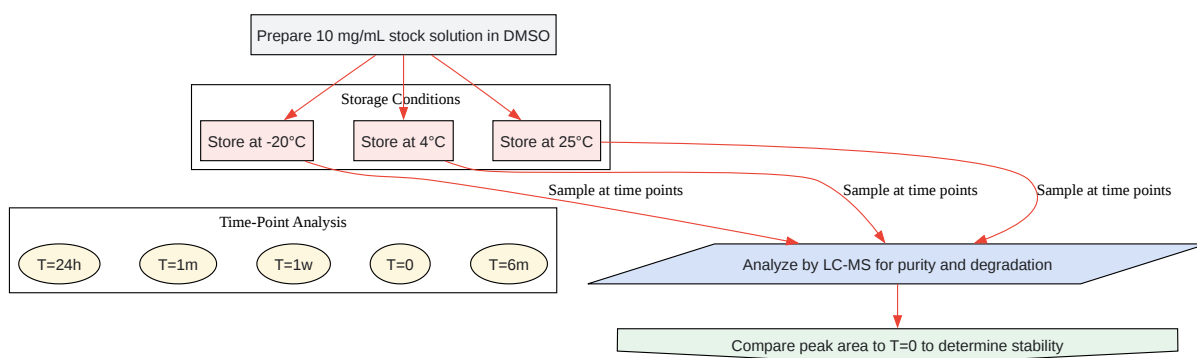 Prepare 10 mg/mL stock solution in DMSO
Storage Conditions
Store at -20°C
Store at 4°C
Store at 25°C
Sample at time points
Sample at time points
Sample at time points
Time-Point Analysis
T=24h
T=1m
T=1w
T=0
T=6m
Analyze by LC-MS for purity and degradation
Compare peak area to T=0 to determine stability